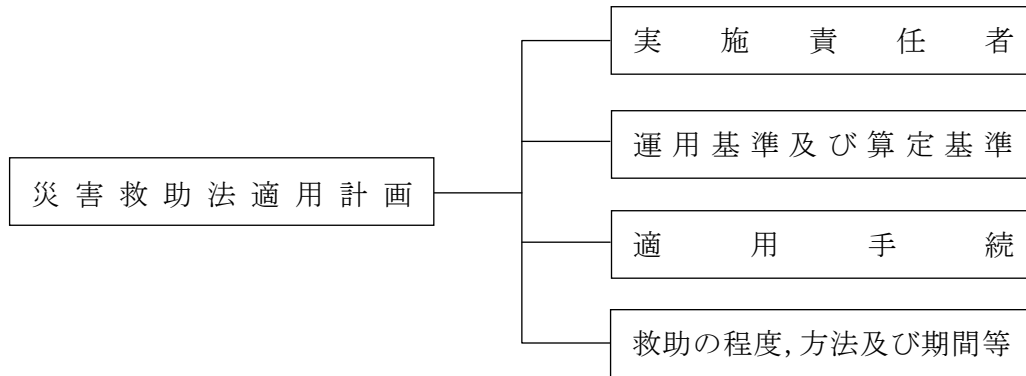 災害救助法適用計画
実施責任者
運用基準及び算定基準
適用手続
救助の程度,方法及び期間等